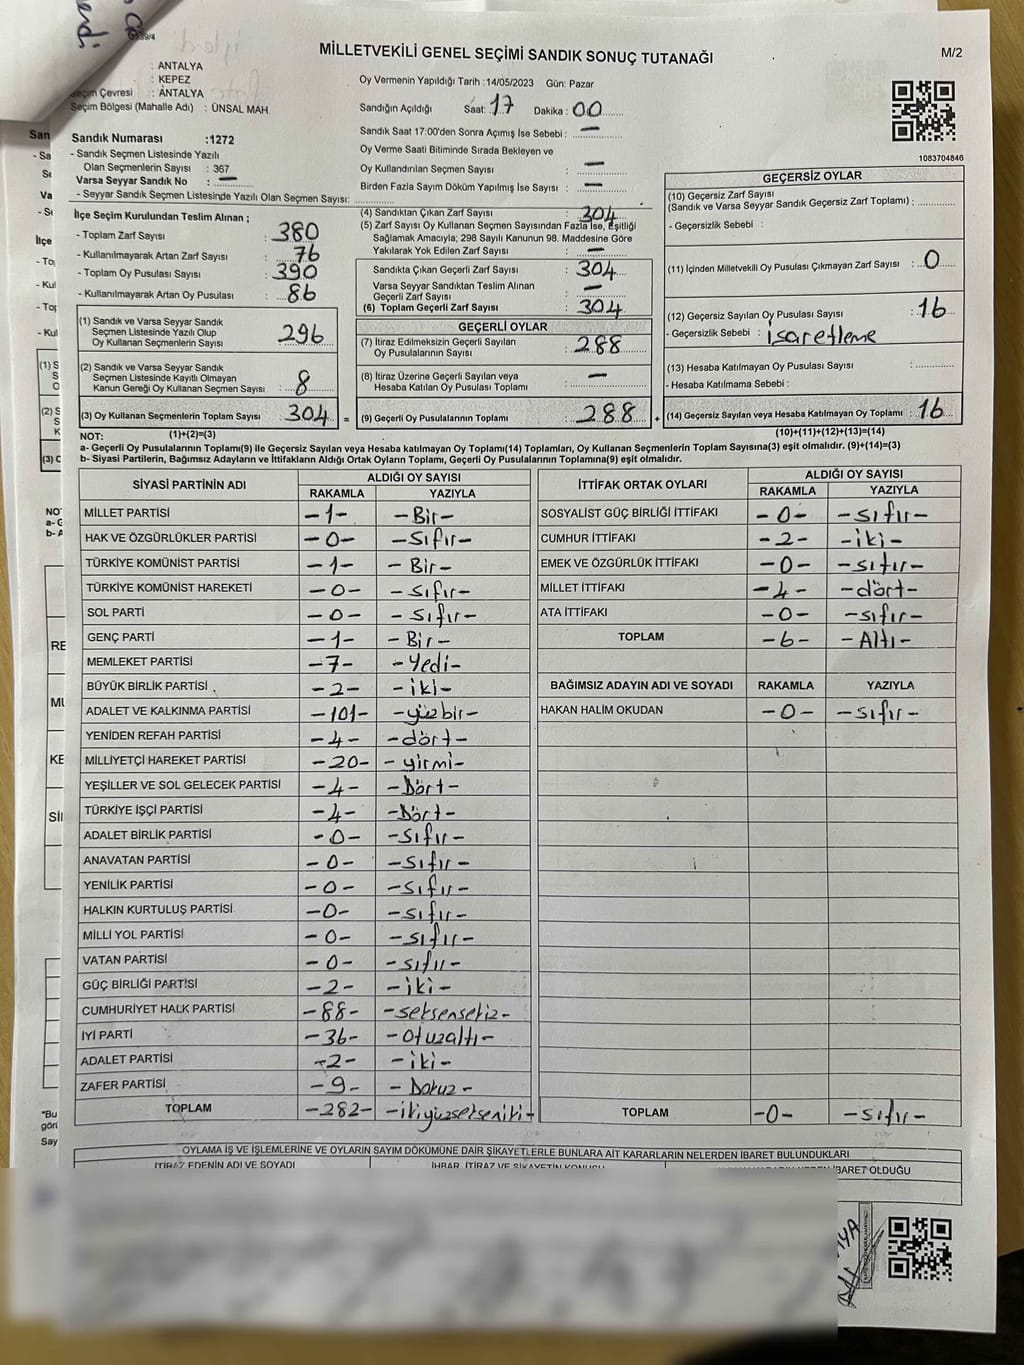 MİLLETVEKİLİ GENEL SEÇİMİ SANDIK SONUÇ TUTANAĞI
M/2
: ANTALYA
: KEPEZ
Seçim Çevresi : ANTALYA
Seçim Bölgesi (Mahalle Adı) : ÜNSAL MAH.
Sandık Numarası :1272
- Sandık Seçmen Listesinde Yazılı
Olan Seçmenlerin Sayısı : 367
Varsa Seyyar Sandık No : —
- Seyyar Sandık Seçmen Listesinde Yazılı Olan Seçmen Sayısı:
Oy Vermenin Yapıldığı Tarih :14/05/2023 Gün: Pazar
Sandığın Açıldığı Saat: 17 Dakika : 00
Sandık Saat 17:00'den Sonra Açımış İse Sebebi : —
Oy Verme Saati Bitiminde Sırada Bekleyen ve
Oy Kullandırılan Seçmen Sayısı : —
Birden Fazla Sayım Döküm Yapılmış İse Sayısı : —
1083704846
İlçe Seçim Kurulundan Teslim Alınan ;
- Toplam Zarf Sayısı : 380
- Kullanılmayarak Artan Zarf Sayısı : 76
- Toplam Oy Pusulası Sayısı : 390
- Kullanılmayarak Artan Oy Pusulası : 86
(1) Sandık ve Varsa Seyyar Sandık
Seçmen Listesinde Yazılı Olup
Oy Kullanan Seçmenlerin Sayısı : 296
(2) Sandık ve Varsa Seyyar Sandık
Seçmen Listesinde Kayıtlı Olmayan
Kanun Gereği Oy Kullanan Seçmen Sayısı : 8
(3) Oy Kullanan Seçmenlerin Toplam Sayısı : 304 =
(4) Sandıktan Çıkan Zarf Sayısı : 304
(5) Zarf Sayısı Oy Kullanan Seçmen Sayısından Fazla İse, Eşitliği
Sağlamak Amacıyla; 298 Sayılı Kanunun 98. Maddesine Göre
Yakılarak Yok Edilen Zarf Sayısı : —
Sandıkta Çıkan Geçerli Zarf Sayısı : 304
Varsa Seyyar Sandıktan Teslim Alınan
Geçerli Zarf Sayısı : —
(6) Toplam Geçerli Zarf Sayısı : 304
GEÇERLİ OYLAR
(7) İtiraz Edilmeksizin Geçerli Sayılan
Oy Pusulalarının Sayısı : 288
(8) İtiraz Üzerine Geçerli Sayılan veya
Hesaba Katılan Oy Pusulası Toplamı : —
(9) Geçerli Oy Pusulalarının Toplamı : 288 +
GEÇERSİZ OYLAR
(10) Geçersiz Zarf Sayısı
(Sandık ve Varsa Seyyar Sandık Geçersiz Zarf Toplamı) :
- Geçersizlik Sebebi :
(11) İçinden Milletvekili Oy Pusulası Çıkmayan Zarf Sayısı : 0
(12) Geçersiz Sayılan Oy Pusulası Sayısı : 16
- Geçersizlik Sebebi : işaretleme
(13) Hesaba Katılmayan Oy Pusulası Sayısı :
- Hesaba Katılmama Sebebi :
(14) Geçersiz Sayılan veya Hesaba Katılmayan Oy Toplamı : 16
NOT: (1)+(2)=(3)
(10)+(11)+(12)+(13)=(14)
a- Geçerli Oy Pusulalarının Toplamı(9) ile Geçersiz Sayılan veya Hesaba Katılmayan Oy Toplamı(14) Toplamları, Oy Kullanan Seçmenlerin Toplam Sayısına(3) eşit olmalıdır. (9)+(14)=(3)
b- Siyasi Partilerin, Bağımsız Adayların ve İttifakların Aldığı Oyların Toplamı, Geçerli Oy Pusulalarının Toplamına(9) eşit olmalıdır.
SİYASİ PARTİNİN ADI ALDIĞI OY SAYISI
RAKAMLA YAZIYLA
MİLLET PARTİSİ -1- -Bir-
HAK VE ÖZGÜRLÜKLER PARTİSİ -0- -sıfır-
TÜRKİYE KOMÜNİST PARTİSİ -1- -Bir-
TÜRKİYE KOMÜNİST HAREKETİ -0- -sıfır-
SOL PARTİ -0- -sıfır-
GENÇ PARTİ -1- -Bir-
MEMLEKET PARTİSİ -7- -Yedi-
BÜYÜK BİRLİK PARTİSİ -2- -iki-
ADALET VE KALKINMA PARTİSİ -101- -yüzbir-
YENİDEN REFAH PARTİSİ -4- -dört-
MİLLİYETÇİ HAREKET PARTİSİ -20- -yirmi-
YEŞİLLER VE SOL GELECEK PARTİSİ -4- -Dört-
TÜRKİYE İŞÇİ PARTİSİ -4- -Dört-
ADALET BİRLİK PARTİSİ -0- -sıfır-
ANAVATAN PARTİSİ -0- -sıfır-
YENİLİK PARTİSİ -0- -sıfır-
HALKIN KURTULUŞ PARTİSİ -0- -sıfır-
MİLLİ YOL PARTİSİ -0- -sıfır-
VATAN PARTİSİ -0- -sıfır-
GÜÇ BİRLİĞİ PARTİSİ -2- -iki-
CUMHURİYET HALK PARTİSİ -88- -seksensekiz-
İYİ PARTİ -36- -Otuzaltı-
ADALET PARTİSİ -2- -iki-
ZAFER PARTİSİ -9- -Dokuz-
TOPLAM -282- -ikiyüzsekseniki-
İTTİFAK ORTAK OYLARI ALDIĞI OY SAYISI
RAKAMLA YAZIYLA
SOSYALİST GÜÇ BİRLİĞİ İTTİFAKI -0- -sıfır-
CUMHUR İTTİFAKI -2- -iki-
EMEK VE ÖZGÜRLÜK İTTİFAKI -0- -sıfır-
MİLLET İTTİFAKI -4- -dört-
ATA İTTİFAKI -0- -sıfır-
TOPLAM -6- -Altı-
BAĞIMSIZ ADAYIN ADI VE SOYADI RAKAMLA YAZIYLA
HAKAN HALİM OKUDAN -0- -sıfır-
TOPLAM -0- -sıfır-
OYLAMA İŞ VE İŞLEMLERİNE VE OYLARIN SAYIM DÖKÜMÜNE DAİR ŞİKAYETLERLE BUNLARA AİT KARARLARIN NELERDEN İBARET BULUNDUKLARI
İTİRAZ EDENİN ADI VE SOYADI İHBAR, İTİRAZ VE ŞİKAYETİN KONUSU İBARET OLDUĞU